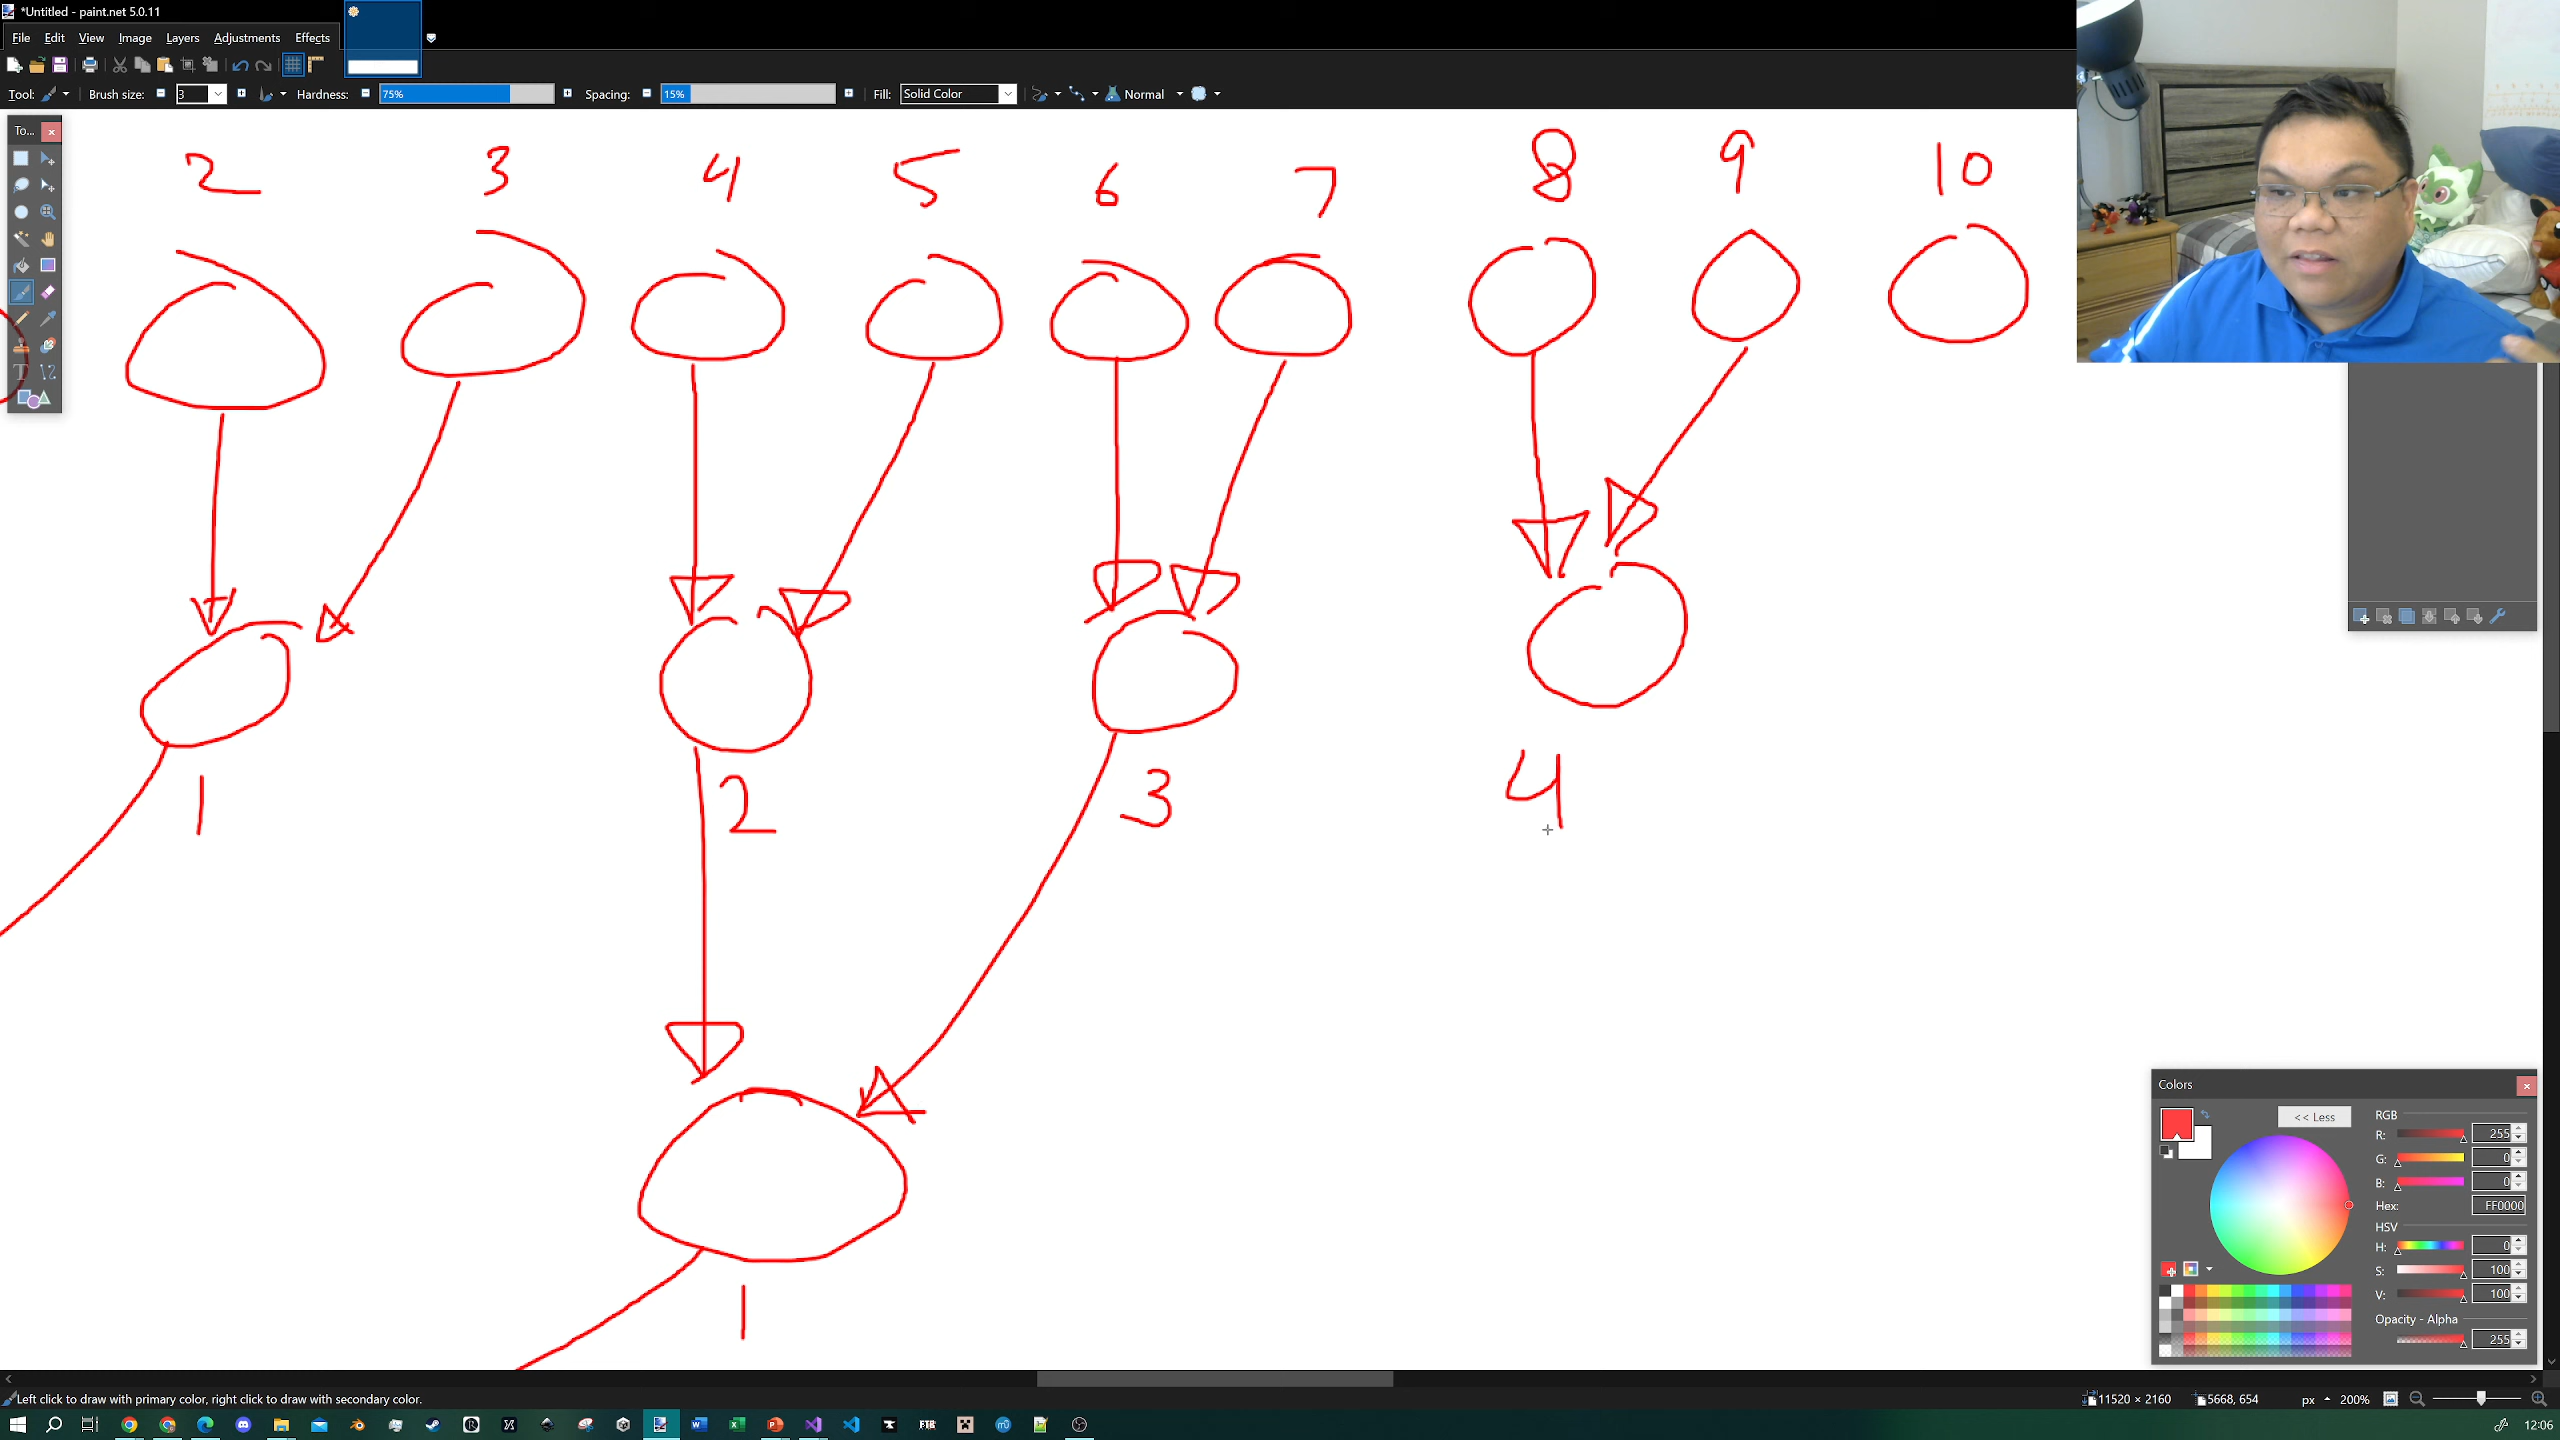 *Untitled - paint.net 5.0.11
File Edit View Image Layers Adjustments Effects
Tool: Brush size: 3 Hardness: 75% Spacing: 15% Fill: Solid Color Normal
To...
2 3 4 5 6 7 8 9 10
1 2 3 4
1
Colors
<< Less
RGB
R: 255
G: 0
B: 0
Hex: FF0000
HSV
H: 0
S: 100
V: 100
Opacity - Alpha
255
Left click to draw with primary color, right click to draw with secondary color.
11520 × 2160 5668, 654 px 200%
FTB
12:06